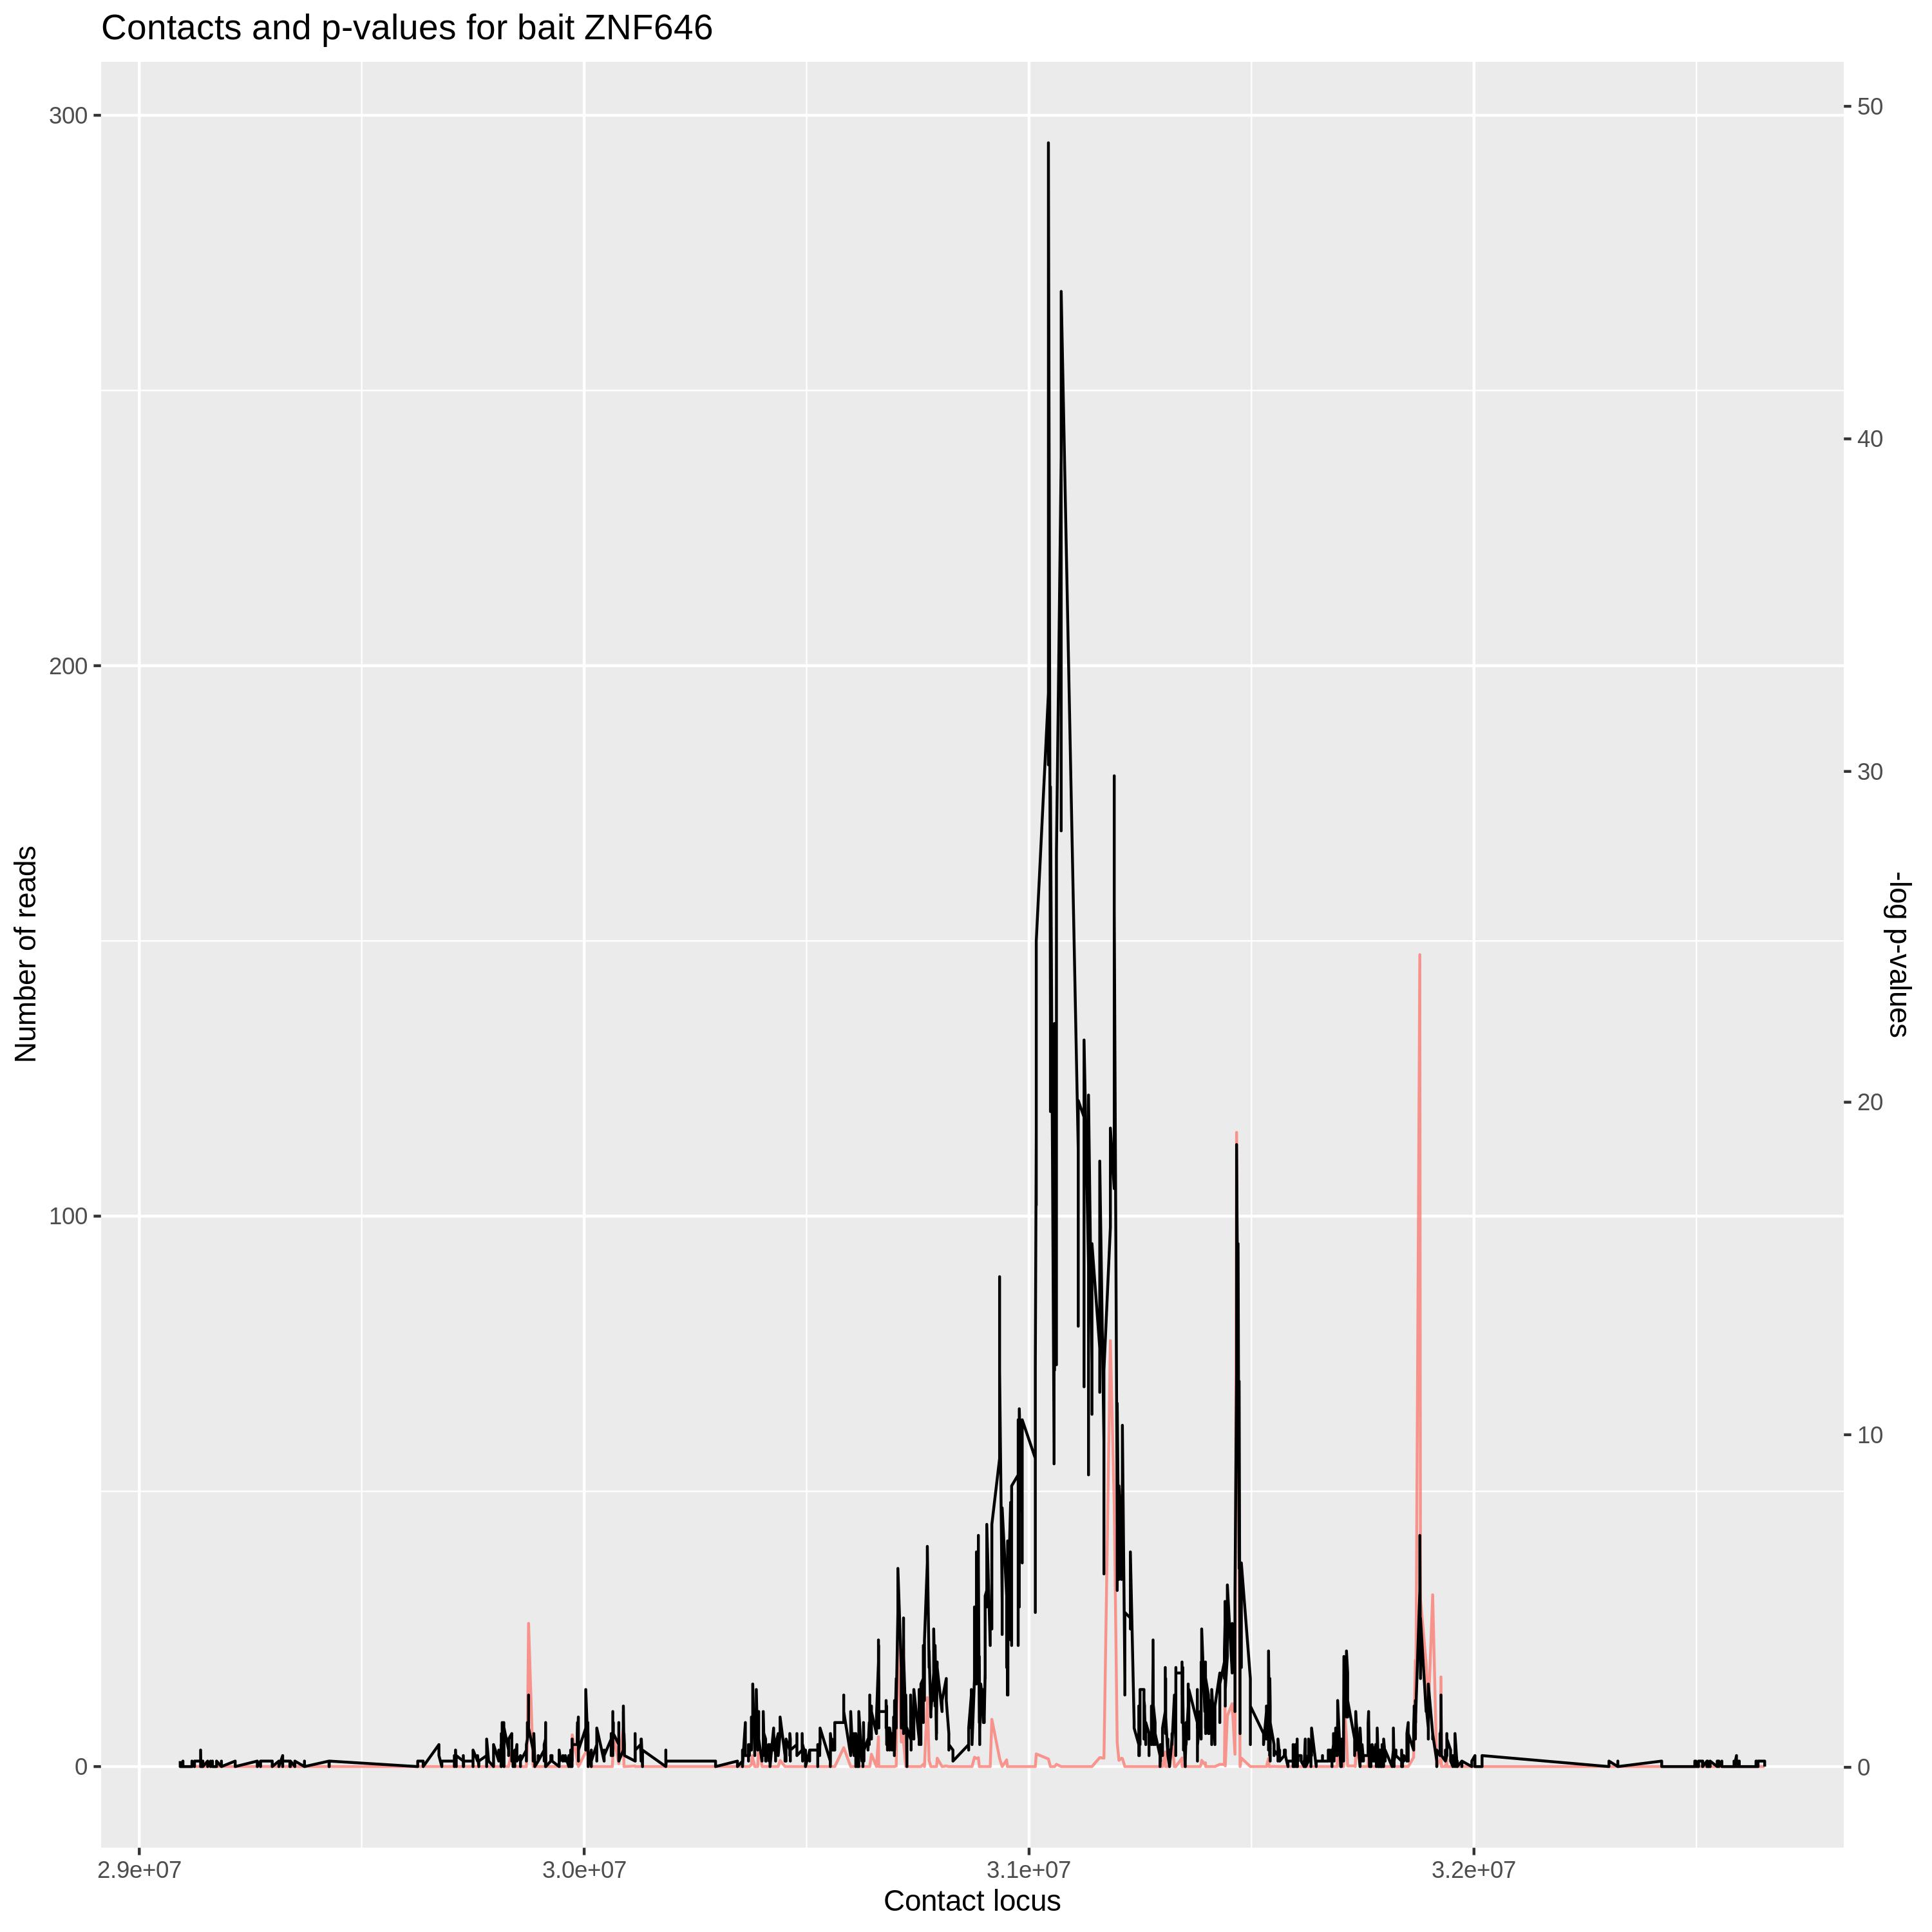 Contacts and p-values for bait ZNF646
300
200
100
0
Number of reads
50
40
30
20
10
0
-log p-values
2.9e+07
3.0e+07
3.1e+07
3.2e+07
Contact locus